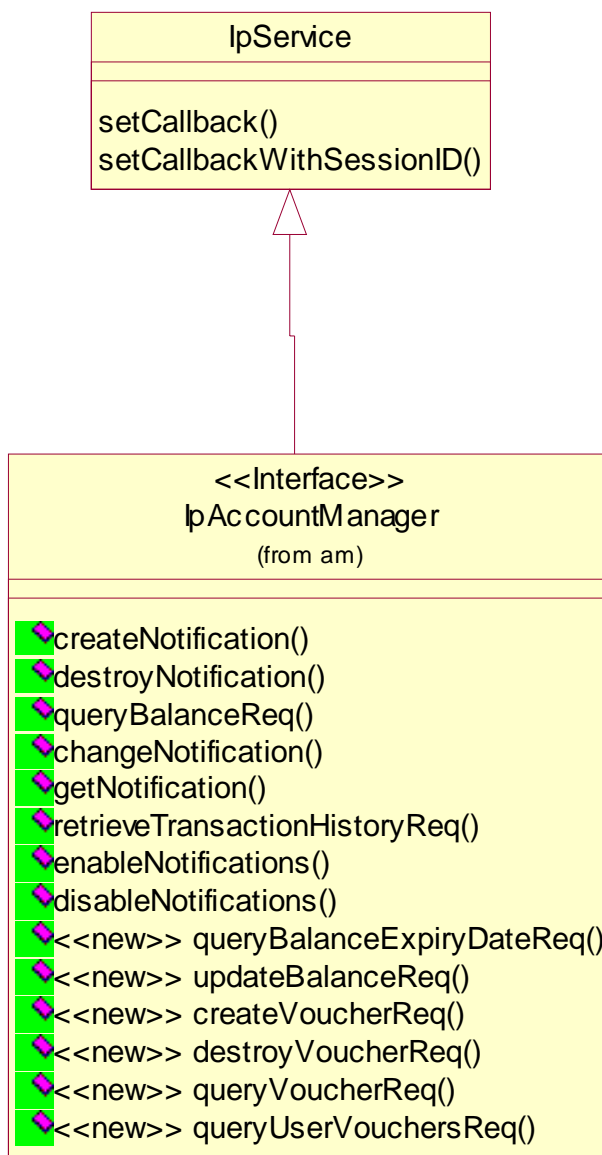 IpService
setCallback()
setCallbackWithSessionID()
<<Interface>>
IpAccountManager
(from am)
createNotification()
destroyNotification()
queryBalanceReq()
changeNotification()
getNotification()
retrieveTransactionHistoryReq()
enableNotifications()
disableNotifications()
<<new>> queryBalanceExpiryDateReq()
<<new>> updateBalanceReq()
<<new>> createVoucherReq()
<<new>> destroyVoucherReq()
<<new>> queryVoucherReq()
<<new>> queryUserVouchersReq()